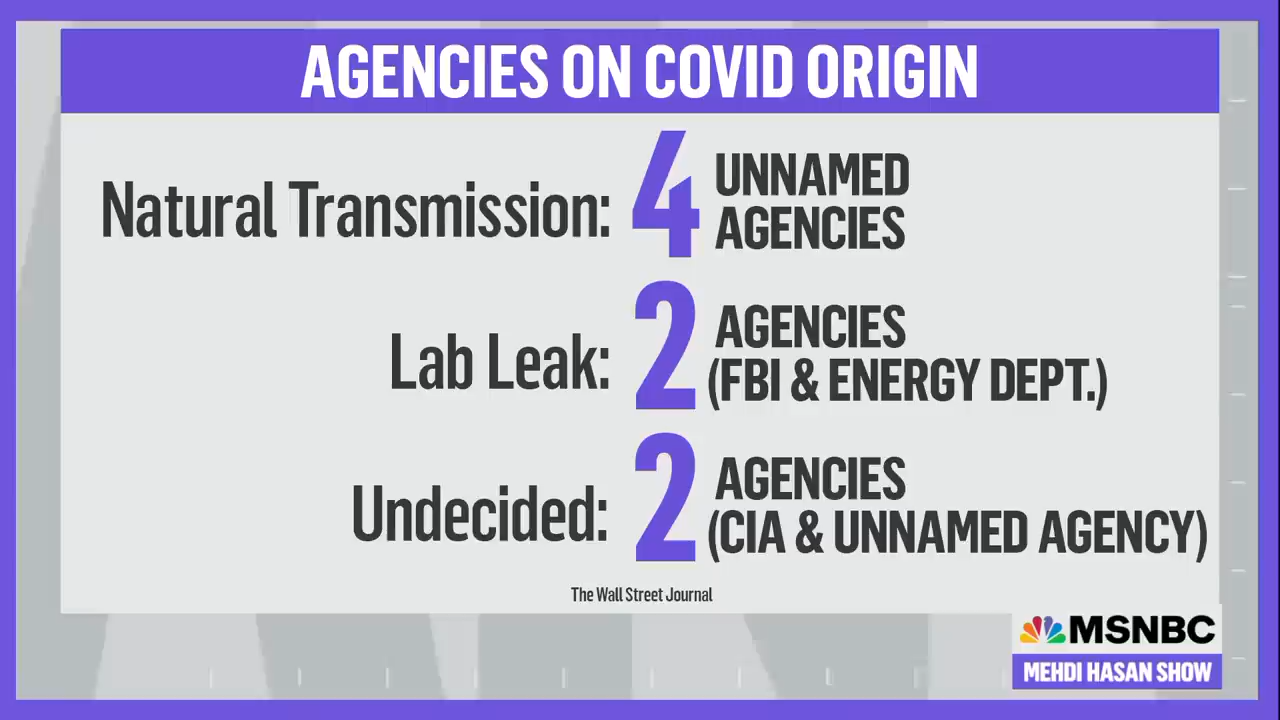 AGENCIES ON COVID ORIGIN
Natural Transmission: 4 UNNAMED
AGENCIES
Lab Leak: 2 AGENCIES
(FBI & ENERGY DEPT.)
Undecided: 2 AGENCIES
(CIA & UNNAMED AGENCY)
The Wall Street Journal
MSNBC
MEHDI HASAN SHOW